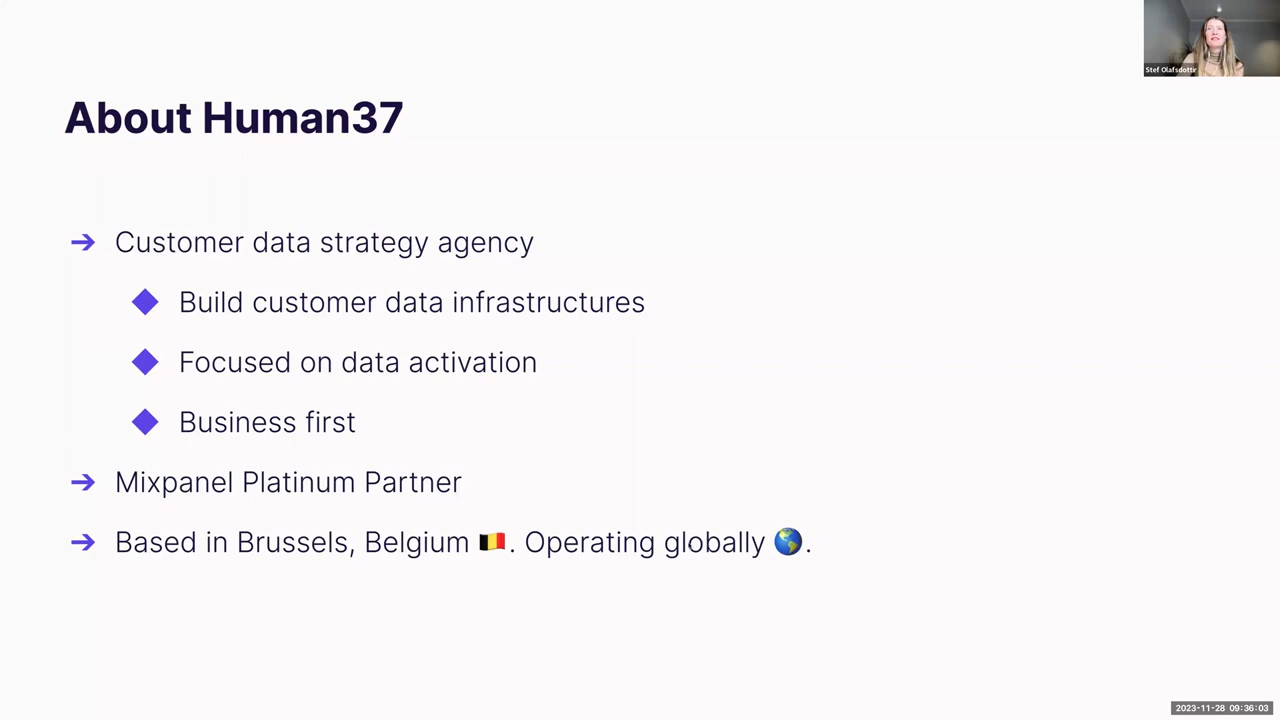 Stef Olafsdottir
About Human37
→ Customer data strategy agency
◆ Build customer data infrastructures
◆ Focused on data activation
◆ Business first
→ Mixpanel Platinum Partner
→ Based in Brussels, Belgium 🇧🇪. Operating globally 🌎.
2023-11-28 09:36:03